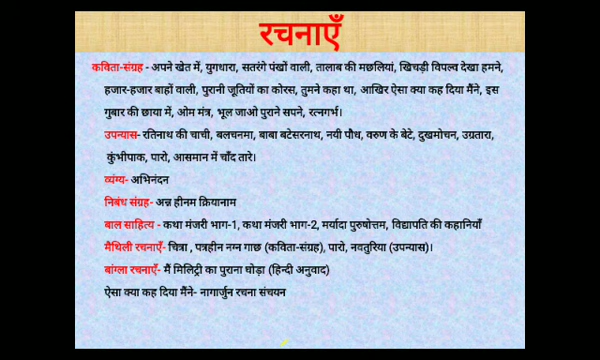 रचनाएँ
कविता-संग्रह - अपने खेत में, युगधारा, सतरंगे पंखों वाली, तालाब की मछलियां, खिचड़ी विपल्व देखा हमने,
हजार-हजार बाहों वाली, पुरानी जूतियों का कोरस, तुमने कहा था, आखिर ऐसा क्या कह दिया मैंने, इस
गुबार की छाया में, ओम मंत्र, भूल जाओ पुराने सपने, रत्नगर्भ।
उपन्यास- रतिनाथ की चाची, बलचनमा, बाबा बटेसरनाथ, नयी पौध, वरुण के बेटे, दुखमोचन, उग्रतारा,
कुंभीपाक, पारो, आसमान में चाँद तारे।
व्यंग्य- अभिनंदन
निबंध संग्रह- अन्न हीनम क्रियानाम
बाल साहित्य - कथा मंजरी भाग-1, कथा मंजरी भाग-2, मर्यादा पुरुषोत्तम, विद्यापति की कहानियाँ
मैथिली रचनाएँ- चित्रा , पत्रहीन नग्न गाछ (कविता-संग्रह), पारो, नवतुरिया (उपन्यास)।
बांग्ला रचनाएँ- मैं मिलिट्री का पुराना घोड़ा (हिन्दी अनुवाद)
ऐसा क्या कह दिया मैंने- नागार्जुन रचना संचयन